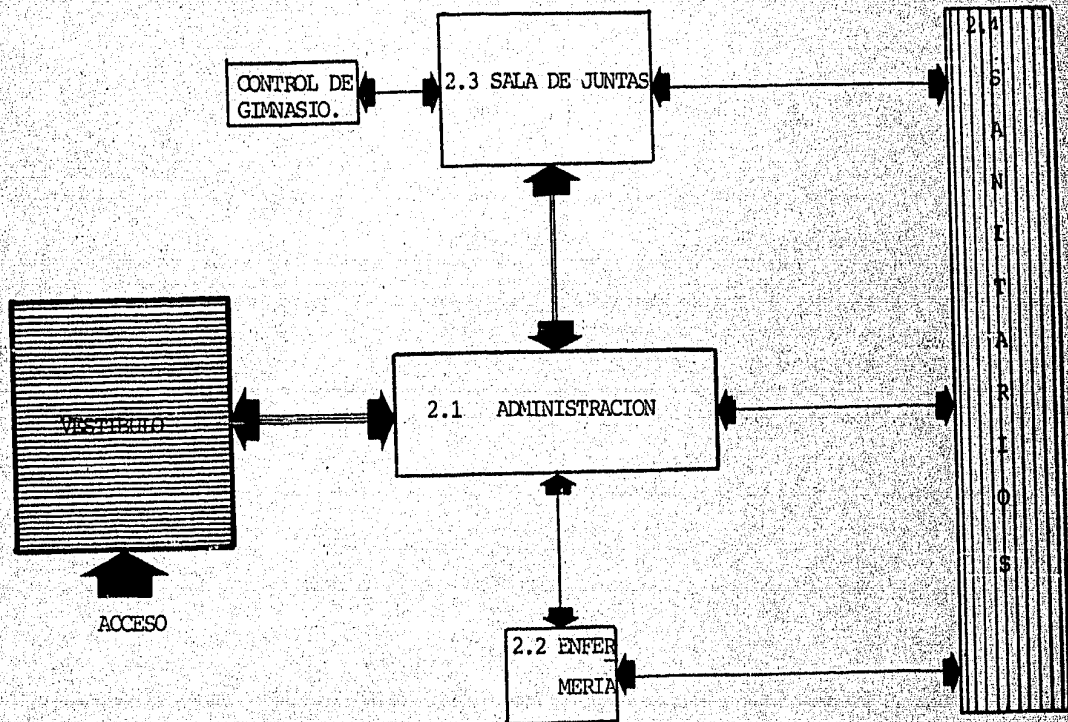 CONTROL DE
GIMNASIO.
2.3 SALA DE JUNTAS
2.4 SANITARIOS
VESTIBULO
2.1 ADMINISTRACION
ACCESO
2.2 ENFER
MERIA